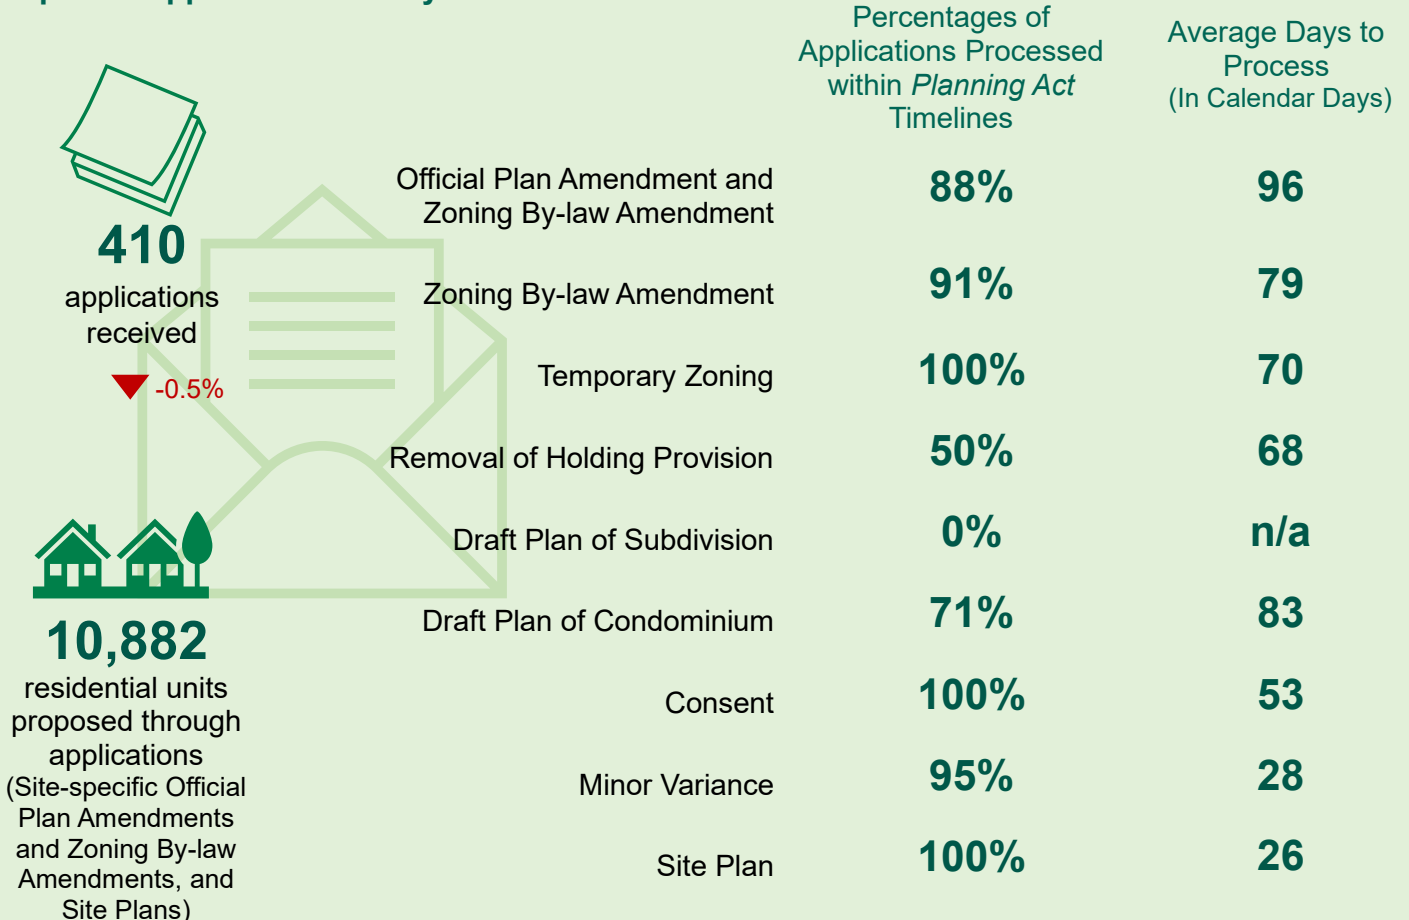 Percentages of
Applications Processed
within Planning Act
Timelines
Average Days to
Process
(In Calendar Days)
410
applications
received
-0.5%
10,882
residential units
proposed through
applications
(Site-specific Official
Plan Amendments
and Zoning By-law
Amendments, and
Site Plans)
Official Plan Amendment and
Zoning By-law Amendment
88%
96
Zoning By-law Amendment
91%
79
Temporary Zoning
100%
70
Removal of Holding Provision
50%
68
Draft Plan of Subdivision
0%
n/a
Draft Plan of Condominium
71%
83
Consent
100%
53
Minor Variance
95%
28
Site Plan
100%
26